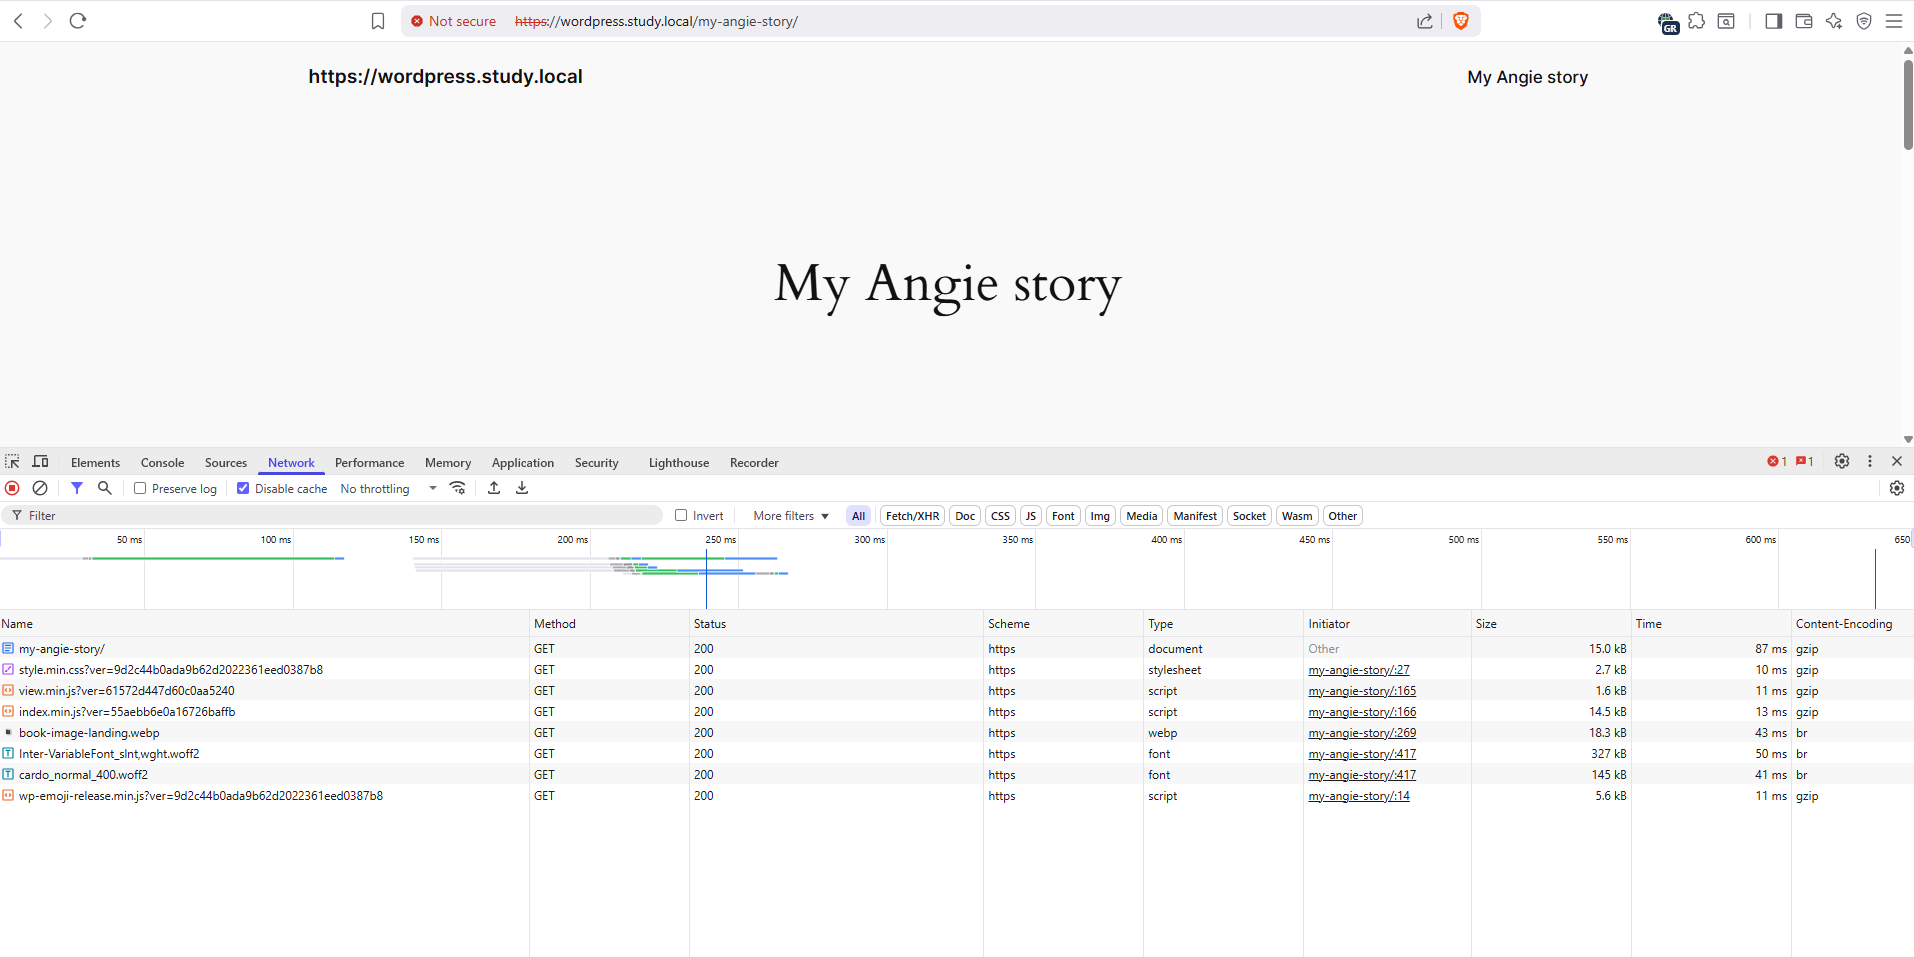 Not secure https://wordpress.study.local/my-angie-story/ GR
https://wordpress.study.local My Angie story
My Angie story
Elements Console Sources Network Performance Memory Application Security Lighthouse Recorder 1 1
Preserve log Disable cache No throttling
Filter Invert More filters All Fetch/XHR Doc CSS JS Font Img Media Manifest Socket Wasm Other
50 ms 100 ms 150 ms 200 ms 250 ms 300 ms 350 ms 400 ms 450 ms 500 ms 550 ms 600 ms 650
Name Method Status Scheme Type Initiator Size Time Content-Encoding
my-angie-story/ GET 200 https document Other 15.0 kB 87 ms gzip
style.min.css?ver=9d2c44b0ada9b62d2022361eed0387b8 GET 200 https stylesheet my-angie-story/:27 2.7 kB 10 ms gzip
view.min.js?ver=61572d447d60c0aa5240 GET 200 https script my-angie-story/:165 1.6 kB 11 ms gzip
index.min.js?ver=55aebb6e0a16726baffb GET 200 https script my-angie-story/:166 14.5 kB 13 ms gzip
book-image-landing.webp GET 200 https webp my-angie-story/:269 18.3 kB 43 ms br
Inter-VariableFont_slnt,wght.woff2 GET 200 https font my-angie-story/:417 327 kB 50 ms br
cardo_normal_400.woff2 GET 200 https font my-angie-story/:417 145 kB 41 ms br
wp-emoji-release.min.js?ver=9d2c44b0ada9b62d2022361eed0387b8 GET 200 https script my-angie-story/:14 5.6 kB 11 ms gzip